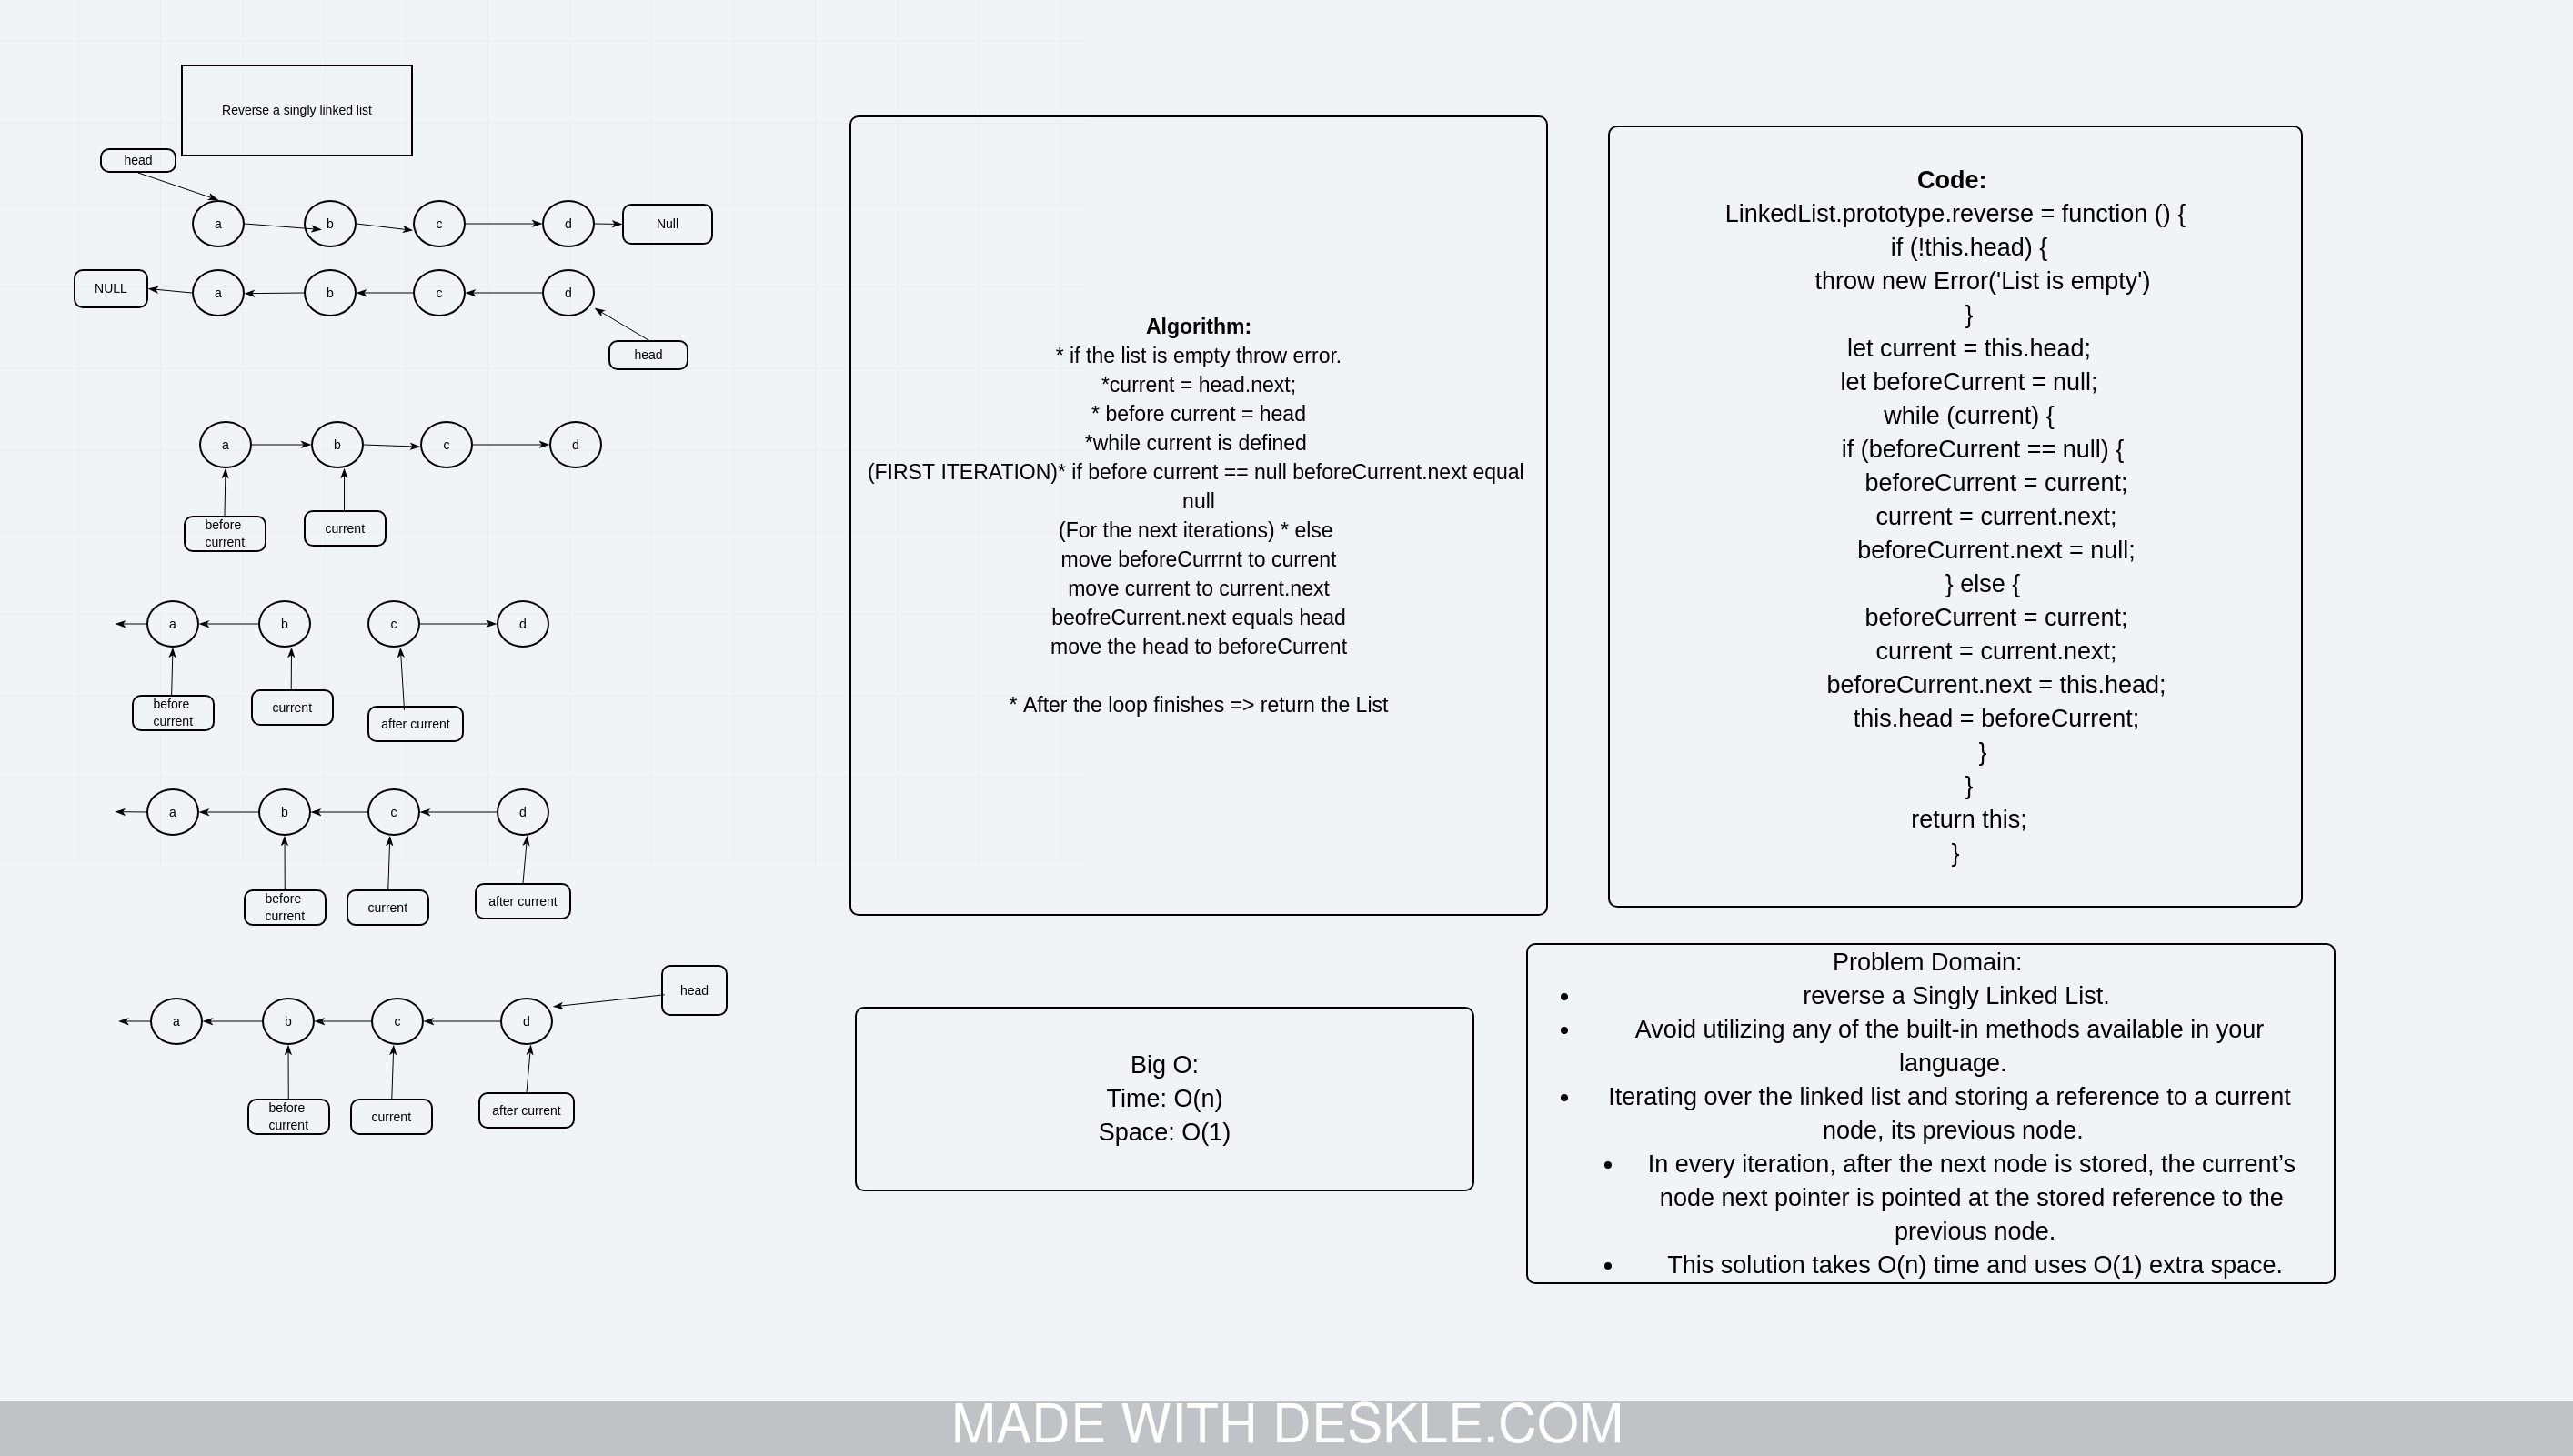 Reverse a singly linked list
head
a
b
c
d
Null
NULL
a
b
c
d
head
a
b
c
d
before
current
current
a
b
c
d
before
current
current
after current
a
b
c
d
before
current
current
after current
head
a
b
c
d
before
current
current
after current
Algorithm:
* if the list is empty throw error.
*current = head.next;
* before current = head
*while current is defined
(FIRST ITERATION)* if before current == null beforeCurrent.next equal
null
(For the next iterations) * else
move beforeCurrrnt to current
move current to current.next
beofreCurrent.next equals head
move the head to beforeCurrent
* After the loop finishes => return the List
Code:
LinkedList.prototype.reverse = function () {
if (!this.head) {
throw new Error('List is empty')
}
let current = this.head;
let beforeCurrent = null;
while (current) {
if (beforeCurrent == null) {
beforeCurrent = current;
current = current.next;
beforeCurrent.next = null;
} else {
beforeCurrent = current;
current = current.next;
beforeCurrent.next = this.head;
this.head = beforeCurrent;
}
}
return this;
}
Big O:
Time: O(n)
Space: O(1)
Problem Domain:
• reverse a Singly Linked List.
• Avoid utilizing any of the built-in methods available in your
language.
• Iterating over the linked list and storing a reference to a current
node, its previous node.
• In every iteration, after the next node is stored, the current’s
node next pointer is pointed at the stored reference to the
previous node.
• This solution takes O(n) time and uses O(1) extra space.
MADE WITH DESKLE.COM